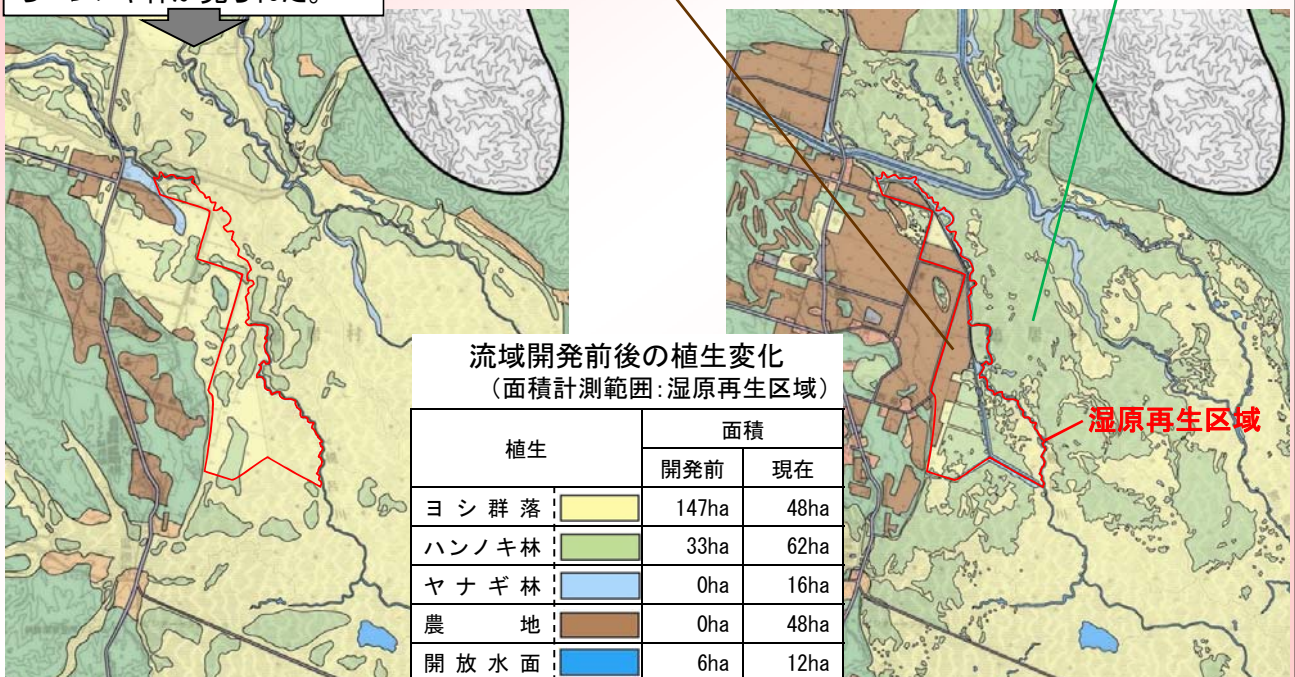 流域開発前後の植生変化
（面積計測範囲：湿原再生区域）
植生 面積
開発前 現在
ヨシ群落 147ha 48ha
ハンノキ林 33ha 62ha
ヤナギ林 0ha 16ha
農地 0ha 48ha
開放水面 6ha 12ha
湿原再生区域